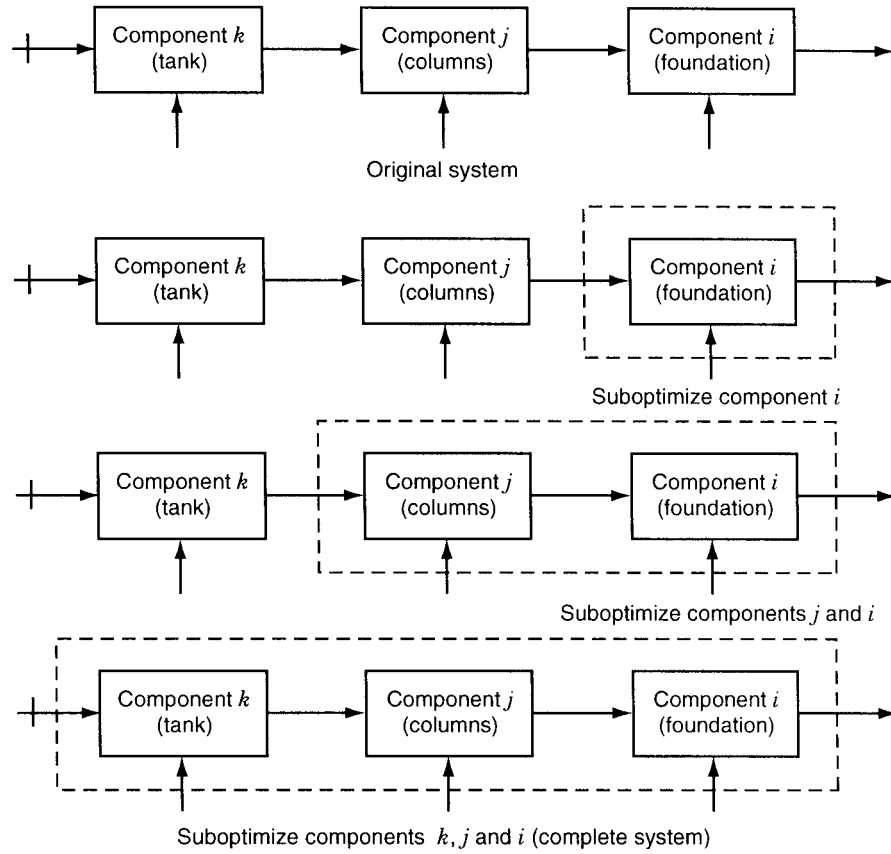 Component k
(tank)
Component j
(columns)
Component i
(foundation)
Original system
Component k
(tank)
Component j
(columns)
Component i
(foundation)
Suboptimize component i
Component k
(tank)
Component j
(columns)
Component i
(foundation)
Suboptimize components j and i
Component k
(tank)
Component j
(columns)
Component i
(foundation)
Suboptimize components k, j and i (complete system)